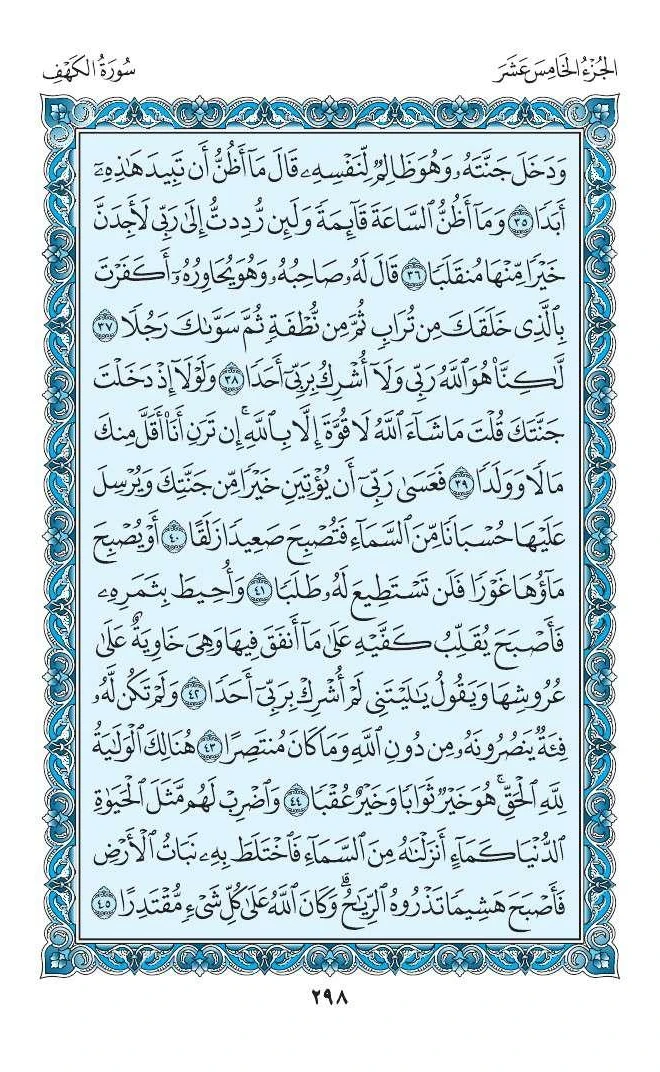 الجُزْءُ الخَامِسَ عَشَرَ
سُورَةُ الكَهْفِ
وَدَخَلَ جَنَّتَهُۥ وَهُوَ ظَالِمٌ لِّنَفْسِهِۦ قَالَ مَآ أَظُنُّ أَن تَبِيدَ هَٰذِهِۦٓ
أَبَدًا ٣٥ وَمَآ أَظُنُّ ٱلسَّاعَةَ قَآئِمَةً وَلَئِن رُّدِدتُّ إِلَىٰ رَبِّى لَأَجِدَنَّ
خَيْرًا مِّنْهَا مُنقَلَبًا ٣٦ قَالَ لَهُۥ صَاحِبُهُۥ وَهُوَ يُحَاوِرُهُۥٓ أَكَفَرْتَ
بِٱلَّذِى خَلَقَكَ مِن تُرَابٍ ثُمَّ مِن نُّطْفَةٍ ثُمَّ سَوَّىٰكَ رَجُلًا ٣٧
لَّٰكِنَّا۠ هُوَ ٱللَّهُ رَبِّى وَلَآ أُشْرِكُ بِرَبِّىٓ أَحَدًا ٣٨ وَلَوْلَآ إِذْ دَخَلْتَ
جَنَّتَكَ قُلْتَ مَا شَآءَ ٱللَّهُ لَا قُوَّةَ إِلَّا بِٱللَّهِۚ إِن تَرَنِ أَنَا۠ أَقَلَّ مِنكَ
مَالًا وَوَلَدًا ٣٩ فَعَسَىٰ رَبِّىٓ أَن يُؤْتِيَنِ خَيْرًا مِّن جَنَّتِكَ وَيُرْسِلَ
عَلَيْهَا حُسْبَانًا مِّنَ ٱلسَّمَآءِ فَتُصْبِحَ صَعِيدًا زَلَقًا ٤٠ أَوْ يُصْبِحَ
مَآؤُهَا غَوْرًا فَلَن تَسْتَطِيعَ لَهُۥ طَلَبًا ٤١ وَأُحِيطَ بِثَمَرِهِۦ
فَأَصْبَحَ يُقَلِّبُ كَفَّيْهِ عَلَىٰ مَآ أَنفَقَ فِيهَا وَهِىَ خَاوِيَةٌ عَلَىٰ
عُرُوشِهَا وَيَقُولُ يَٰلَيْتَنِى لَمْ أُشْرِكْ بِرَبِّىٓ أَحَدًا ٤٢ وَلَمْ تَكُن لَّهُۥ
فِئَةٌ يَنصُرُونَهُۥ مِن دُونِ ٱللَّهِ وَمَا كَانَ مُنتَصِرًا ٤٣ هُنَالِكَ ٱلْوَلَٰيَةُ
لِلَّهِ ٱلْحَقِّۚ هُوَ خَيْرٌ ثَوَابًا وَخَيْرٌ عُقْبًا ٤٤ وَٱضْرِبْ لَهُم مَّثَلَ ٱلْحَيَوٰةِ
ٱلدُّنْيَا كَمَآءٍ أَنزَلْنَٰهُ مِنَ ٱلسَّمَآءِ فَٱخْتَلَطَ بِهِۦ نَبَاتُ ٱلْأَرْضِ
فَأَصْبَحَ هَشِيمًا تَذْرُوهُ ٱلرِّيَٰحُۗ وَكَانَ ٱللَّهُ عَلَىٰ كُلِّ شَىْءٍ مُّقْتَدِرًا ٤٥
٢٩٨